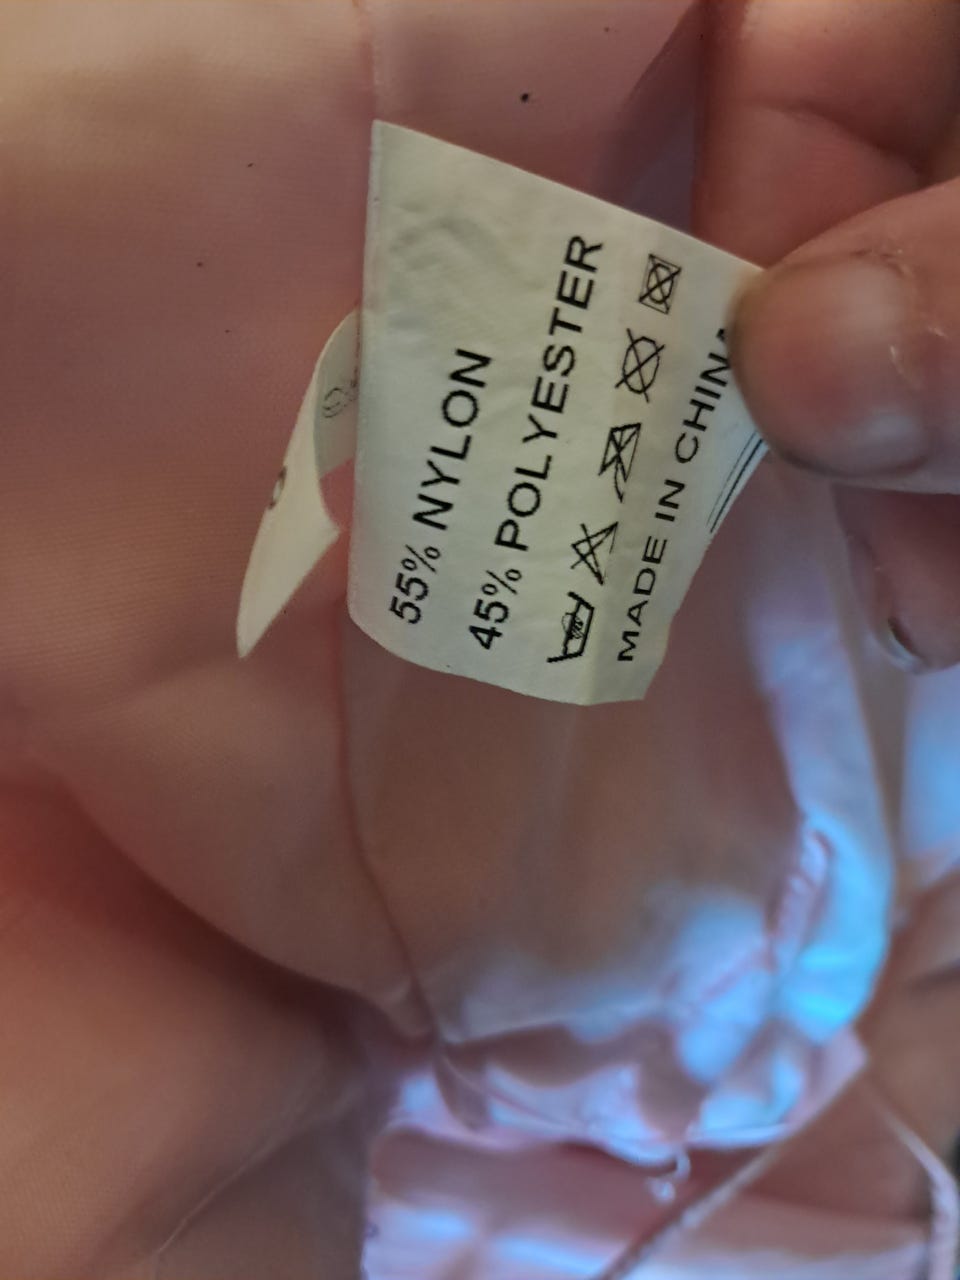 55% NYLON
45% POLYESTER
MADE IN CHINA